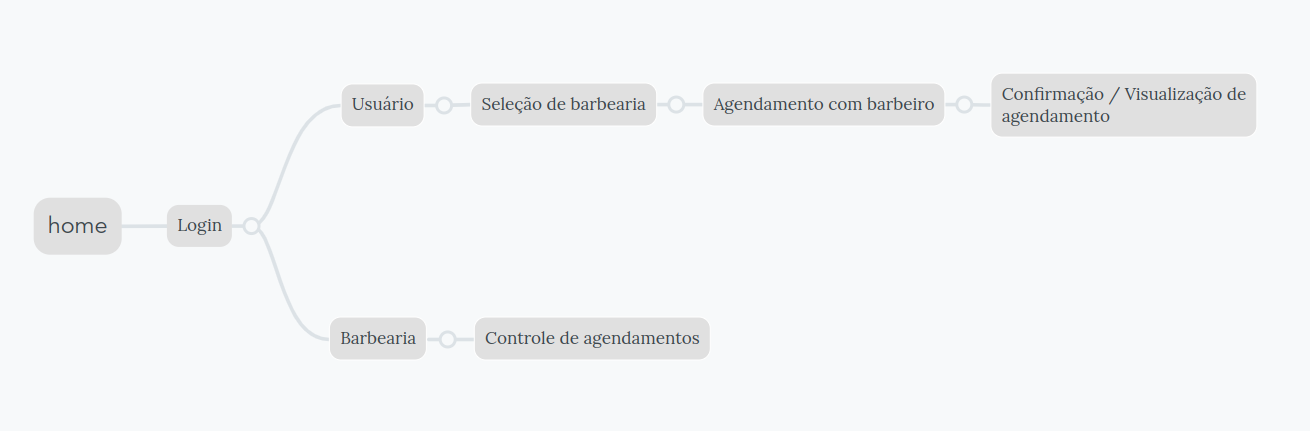 home
Login
Usuário
Seleção de barbearia
Agendamento com barbeiro
Confirmação / Visualização de
agendamento
Barbearia
Controle de agendamentos